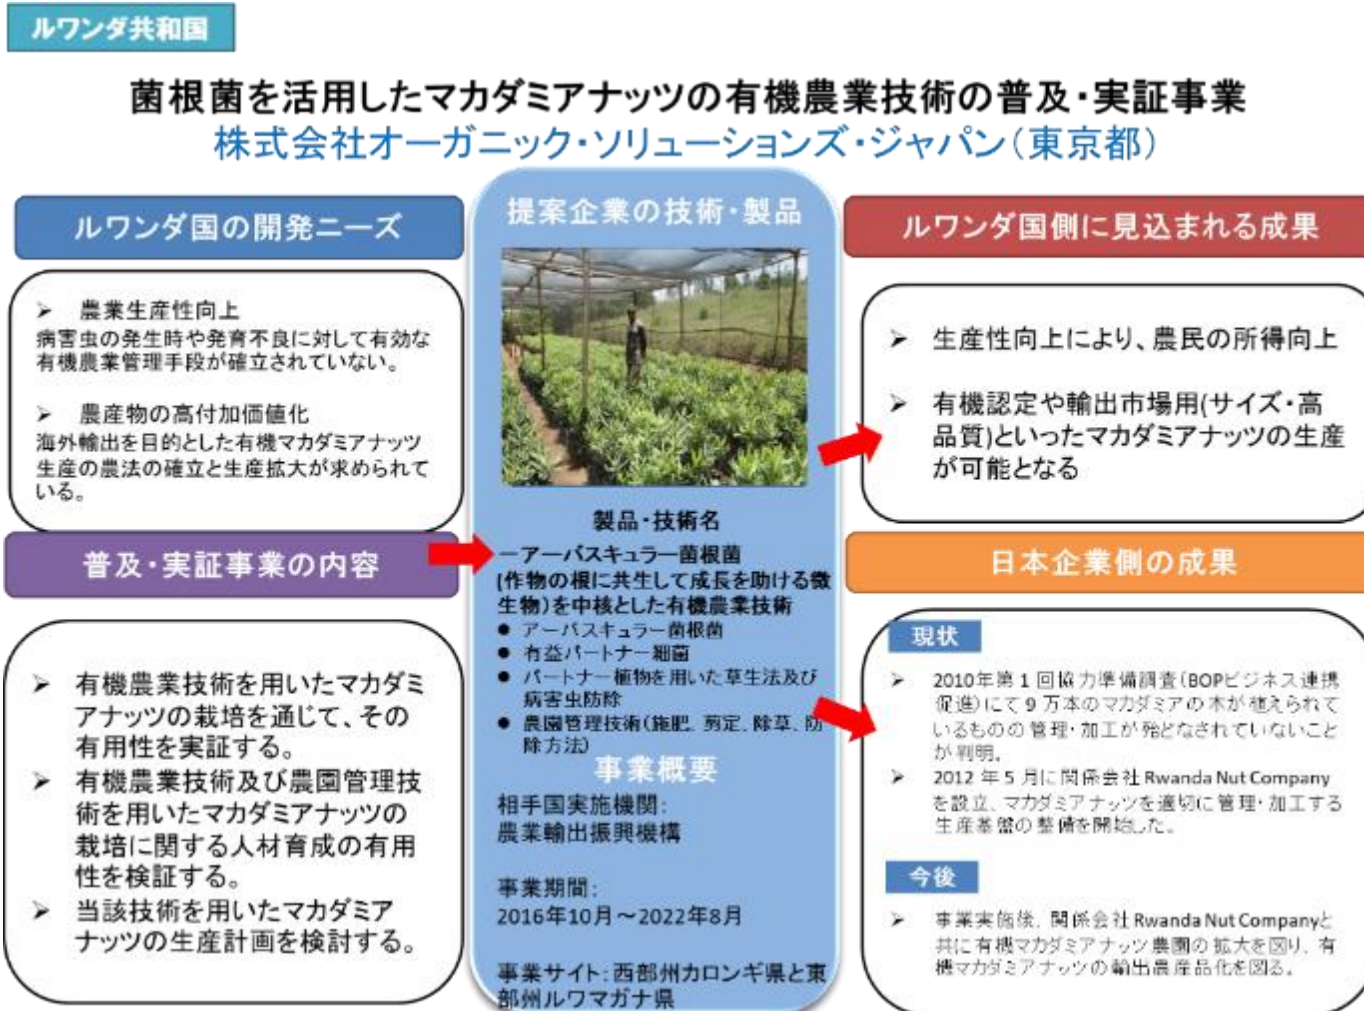 ルワンダ共和国
菌根菌を活用したマカダミアナッツの有機農業技術の普及・実証事業
株式会社オーガニック・ソリューションズ・ジャパン(東京都)
ルワンダ国の開発ニーズ
➢ 農業生産性向上
病害虫の発生時や発育不良に対して有効な
有機農業管理手段が確立されていない。
➢ 農産物の高付加価値化
海外輸出を目的とした有機マカダミアナッツ
生産の農法の確立と生産拡大が求められて
いる。
普及・実証事業の内容
➢ 有機農業技術を用いたマカダミ
アナッツの栽培を通じて、その
有用性を実証する。
➢ 有機農業技術及び農園管理技
術を用いたマカダミアナッツの
栽培に関する人材育成の有用
性を検証する。
➢ 当該技術を用いたマカダミア
ナッツの生産計画を検討する。
提案企業の技術・製品
製品・技術名
ーアーバスキュラー菌根菌
(作物の根に共生して成長を助ける微
生物)を中核とした有機農業技術
● アーバスキュラー菌根菌
● 有益パートナー細菌
● パートナー植物を用いた草生法及び
病害虫防除
● 農園管理技術(施肥、剪定、除草、防
除方法)
事業概要
相手国実施機関:
農業輸出振興機構
事業期間:
2016年10月～2022年8月
事業サイト:西部州カロンギ県と東
部州ルワマガナ県
ルワンダ国側に見込まれる成果
➢ 生産性向上により、農民の所得向上
➢ 有機認定や輸出市場用(サイズ・高
品質)といったマカダミアナッツの生産
が可能となる
日本企業側の成果
現状
➢ 2010年第1回協力準備調査(BOPビジネス連携
促進)にて9万本のマカダミアの木が植えられて
いるものの管理・加工が殆どなされていないこと
が判明。
➢ 2012年5月に関係会社Rwanda Nut Company
を設立、マカダミアナッツを適切に管理・加工する
生産基盤の整備を開始した。
今後
➢ 事業実施後、関係会社Rwanda Nut Companyと
共に有機マカダミアナッツ農園の拡大を図り、有
機マカダミアナッツの輸出農産品化を図る。